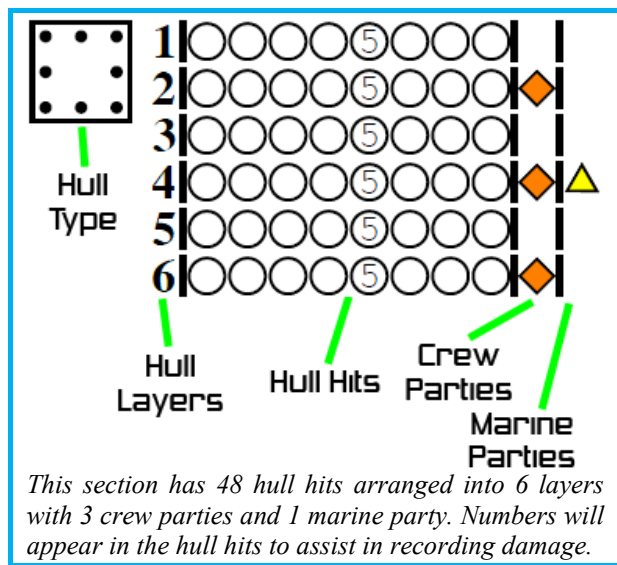 1 5
2 5
3 5
4 5
5 5
6 5
Hull
Type
Hull
Layers
Hull Hits
Crew
Parties
Marine
Parties
This section has 48 hull hits arranged into 6 layers
with 3 crew parties and 1 marine party. Numbers will
appear in the hull hits to assist in recording damage.